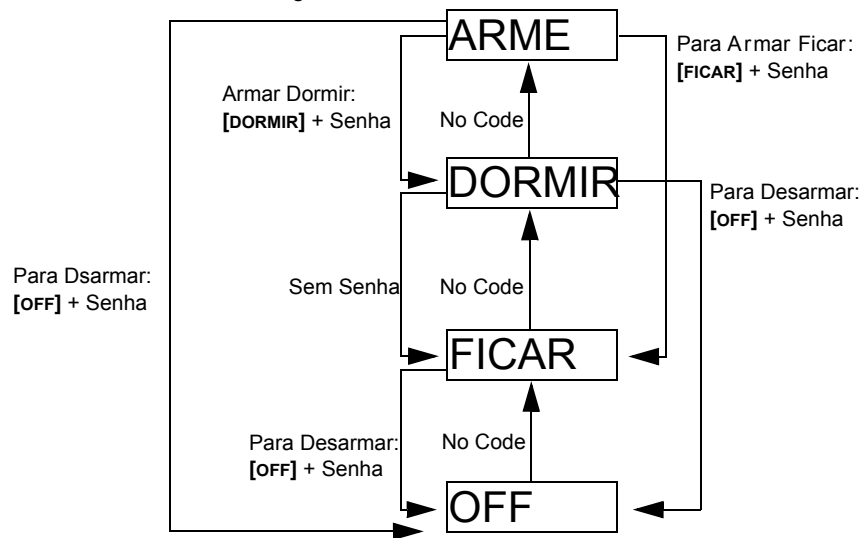 ARME
Para Armar Ficar:
[FICAR] + Senha
Armar Dormir:
[DORMIR] + Senha
No Code
DORMIR
Para Desarmar:
[OFF] + Senha
Para Dsarmar:
[OFF] + Senha
Sem Senha
No Code
FICAR
Para Desarmar:
[OFF] + Senha
No Code
OFF